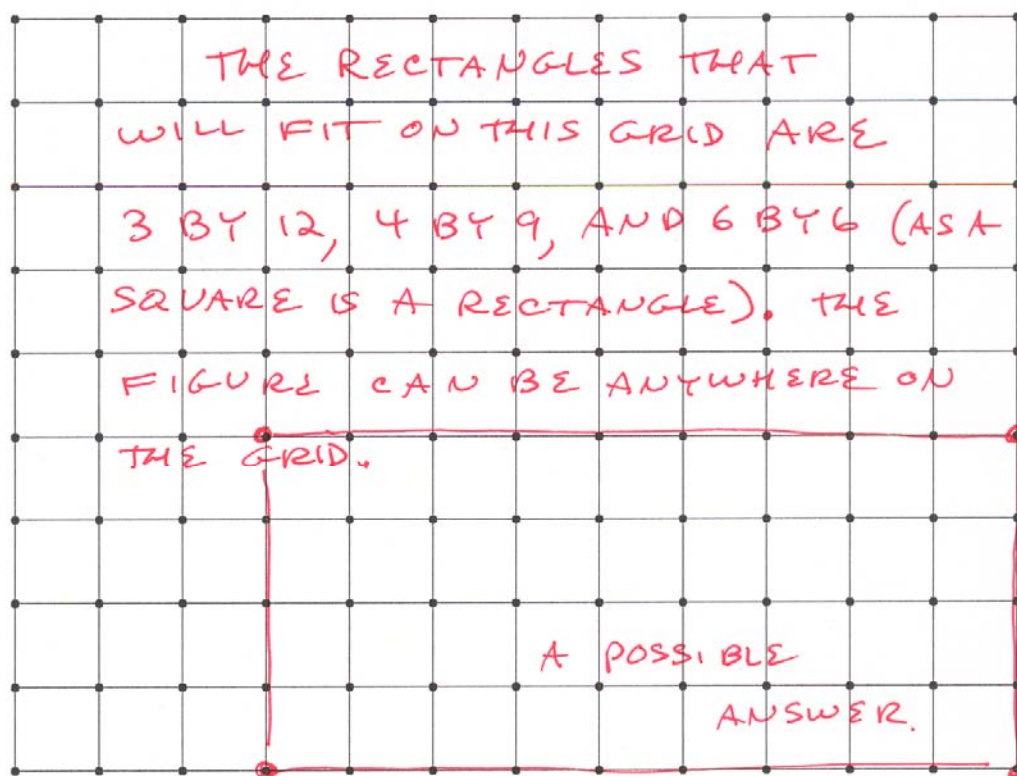 THE RECTANGLES THAT
WILL FIT ON THIS GRID ARE
3 BY 12, 4 BY 9, AND 6 BY 6 (AS A
SQUARE IS A RECTANGLE). THE
FIGURE CAN BE ANYWHERE ON
THE GRID.
A POSSIBLE
ANSWER.